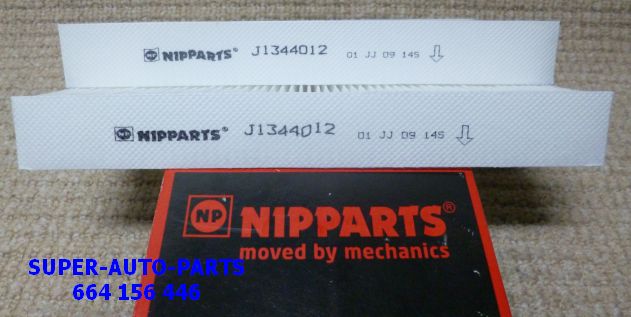 NP NIPPARTS® J1344012 01 JJ 09 14S
NP NIPPARTS® J1344012 01 JJ 09 14S
NP NIPPARTS®
moved by mechanics
SUPER-AUTO-PARTS
664 156 446